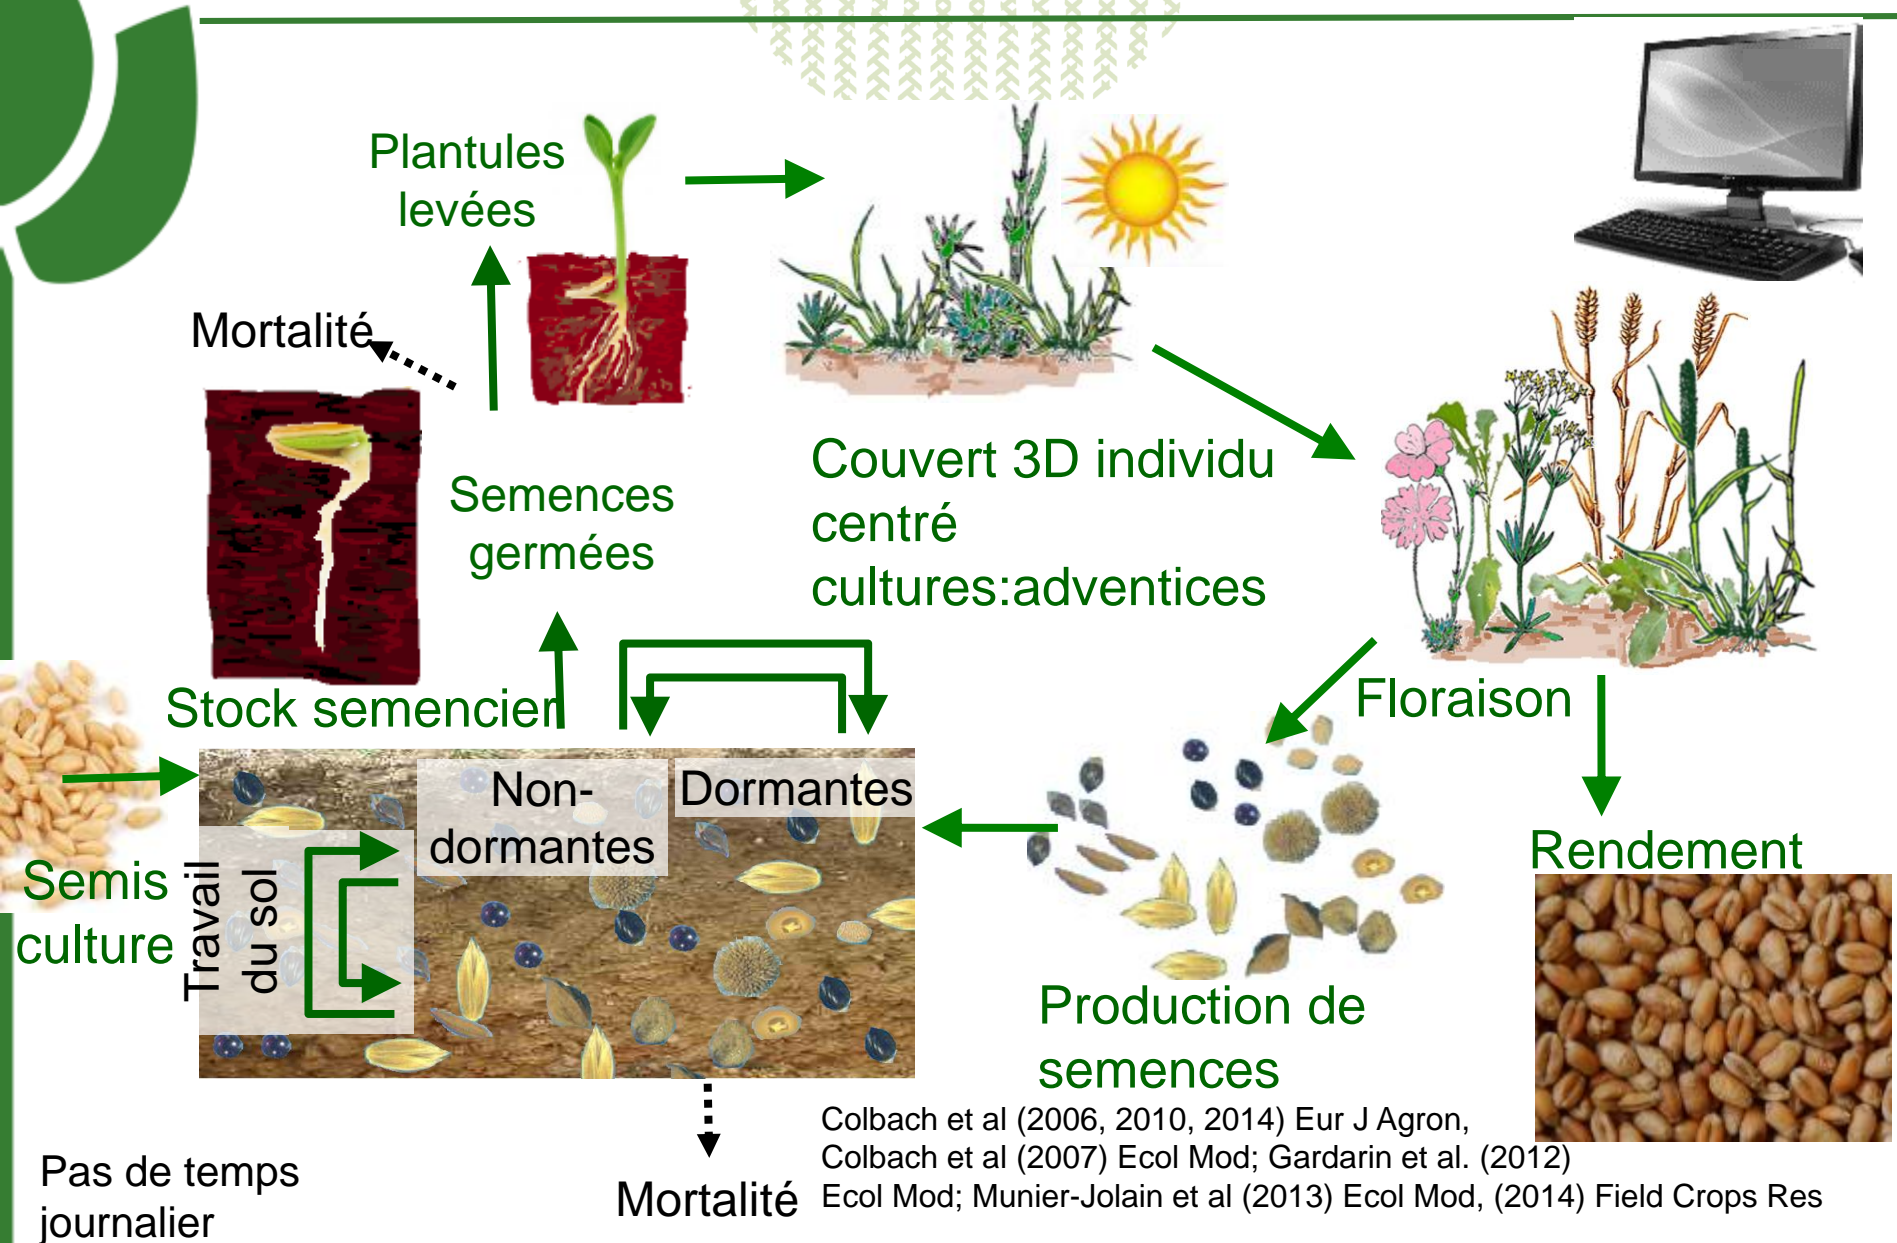 Plantules
levées
Mortalité
Semences
germées
Couvert 3D individu
centré
cultures:adventices
Stock semencier
Floraison
Non-
dormantes
Dormantes
Semis
culture
Travail
du sol
Rendement
Production de
semences
Colbach et al (2006, 2010, 2014) Eur J Agron,
Colbach et al (2007) Ecol Mod; Gardarin et al. (2012)
Ecol Mod; Munier-Jolain et al (2013) Ecol Mod, (2014) Field Crops Res
Mortalité
Pas de temps
journalier